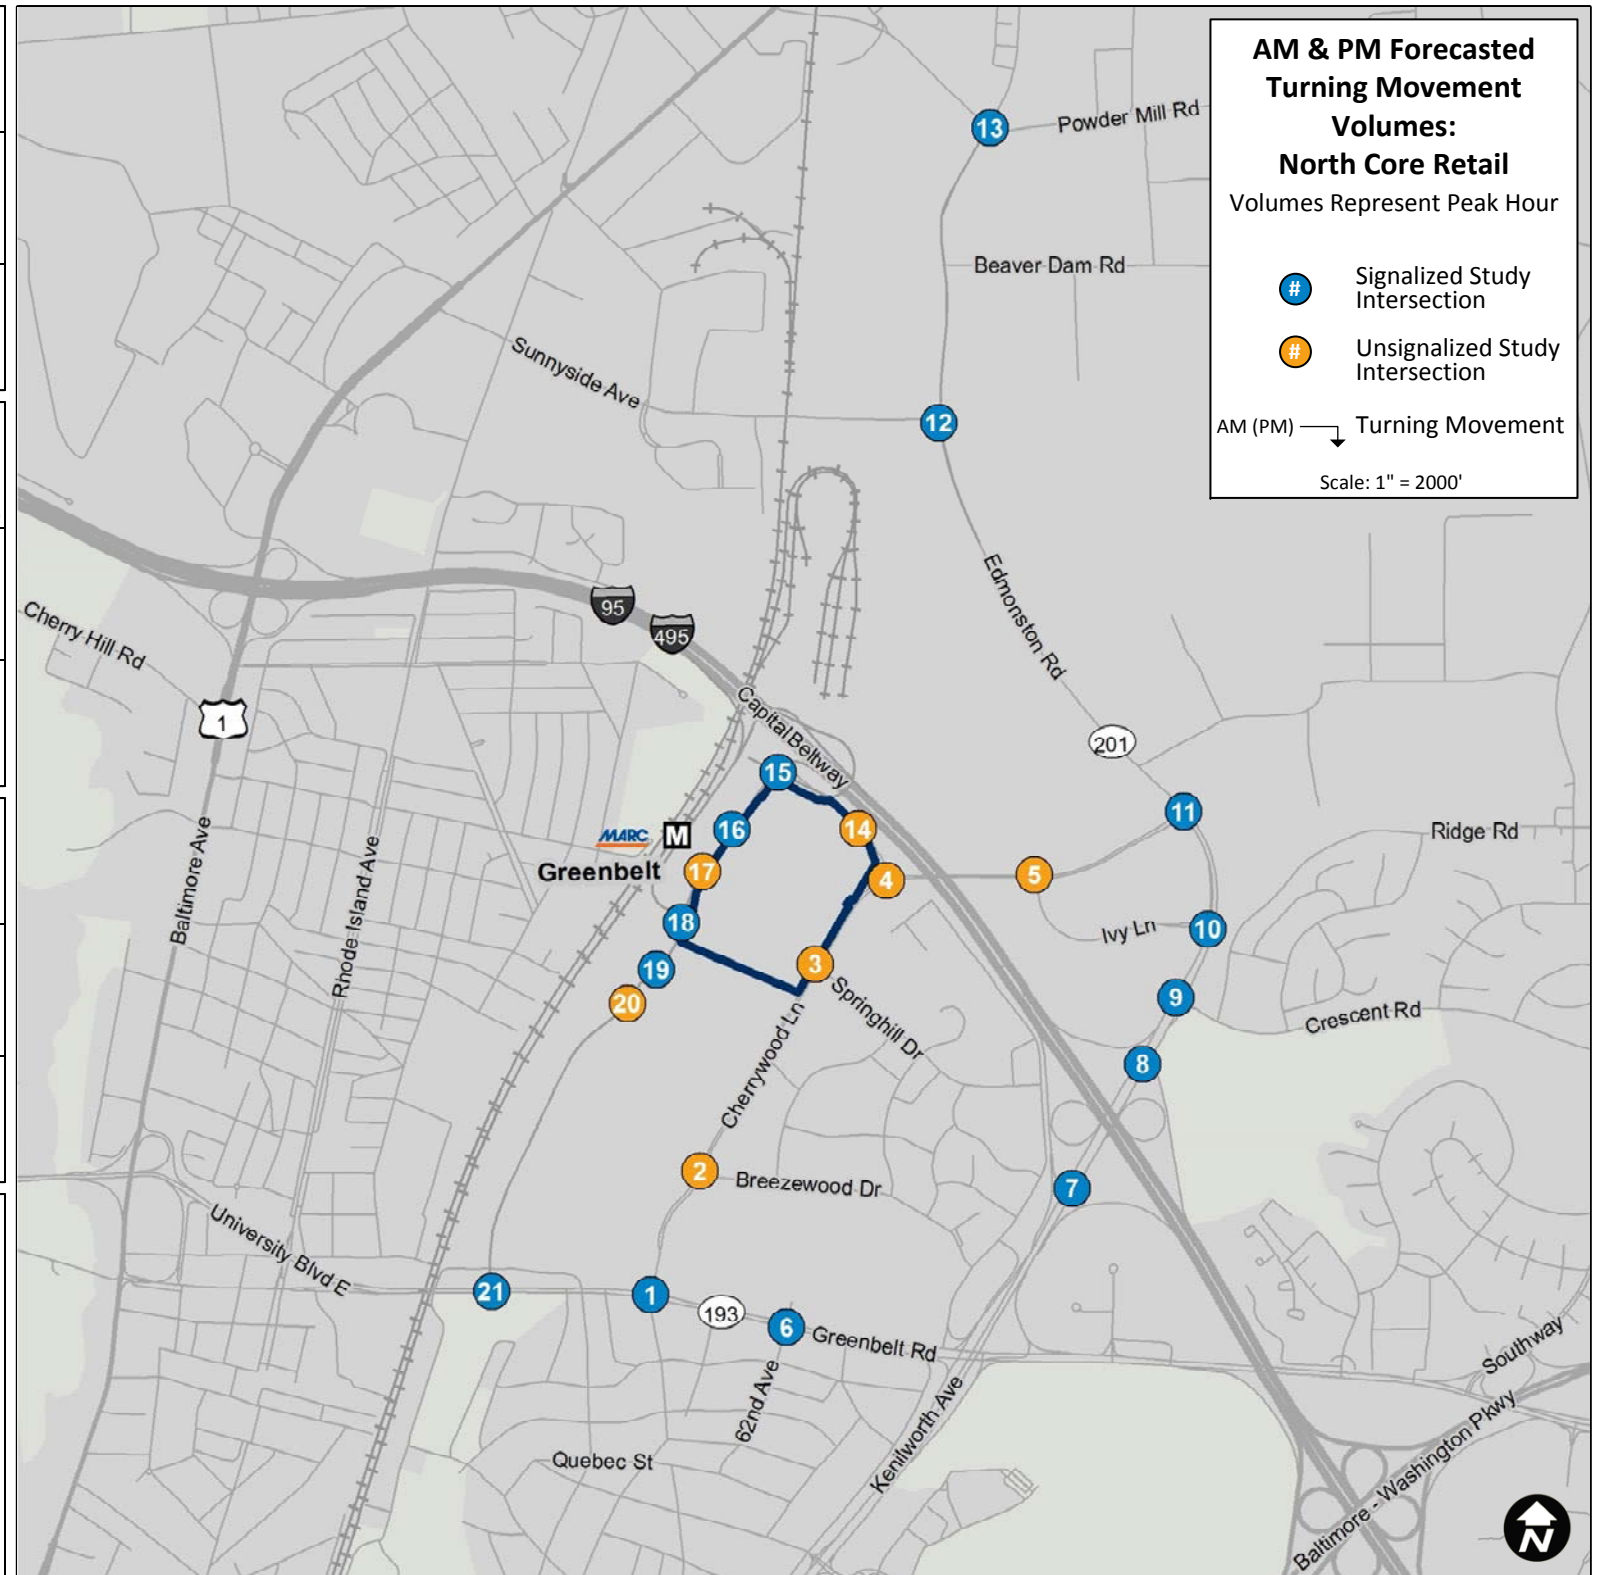 AM & PM Forecasted
Turning Movement
Volumes:
North Core Retail
Volumes Represent Peak Hour
#
Signalized Study
Intersection
#
Unsignalized Study
Intersection
AM (PM)
Turning Movement
Scale: 1" = 2000'
13
Powder Mill Rd
Beaver Dam Rd
Sunnyside Ave
12
Edmonston Rd
95
495
Cherry Hill Rd
1
Capital Beltway
201
15
11
16
14
Ridge Rd
MARC
M
Greenbelt
17
4
5
Baltimore Ave
Rhode Island Ave
18
Ivy Ln
10
19
3
20
Springhill Dr
9
Crescent Rd
Cherrywood Ln
8
2
Breezewood Dr
7
University Blvd E
21
1
193
6
Greenbelt Rd
Southway
62nd Ave
Kenilworth Ave
Quebec St
Baltimore - Washington Pkwy
N